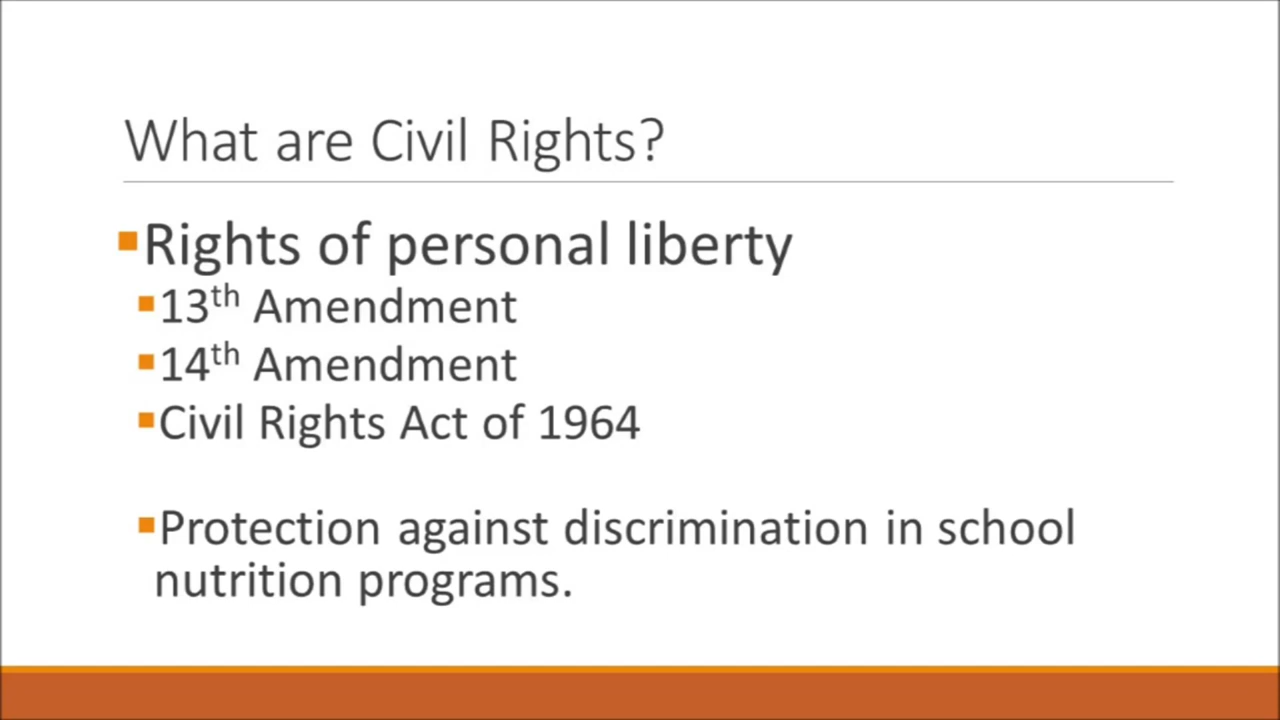 What are Civil Rights?
Rights of personal liberty
13th Amendment
14th Amendment
Civil Rights Act of 1964
Protection against discrimination in school
nutrition programs.